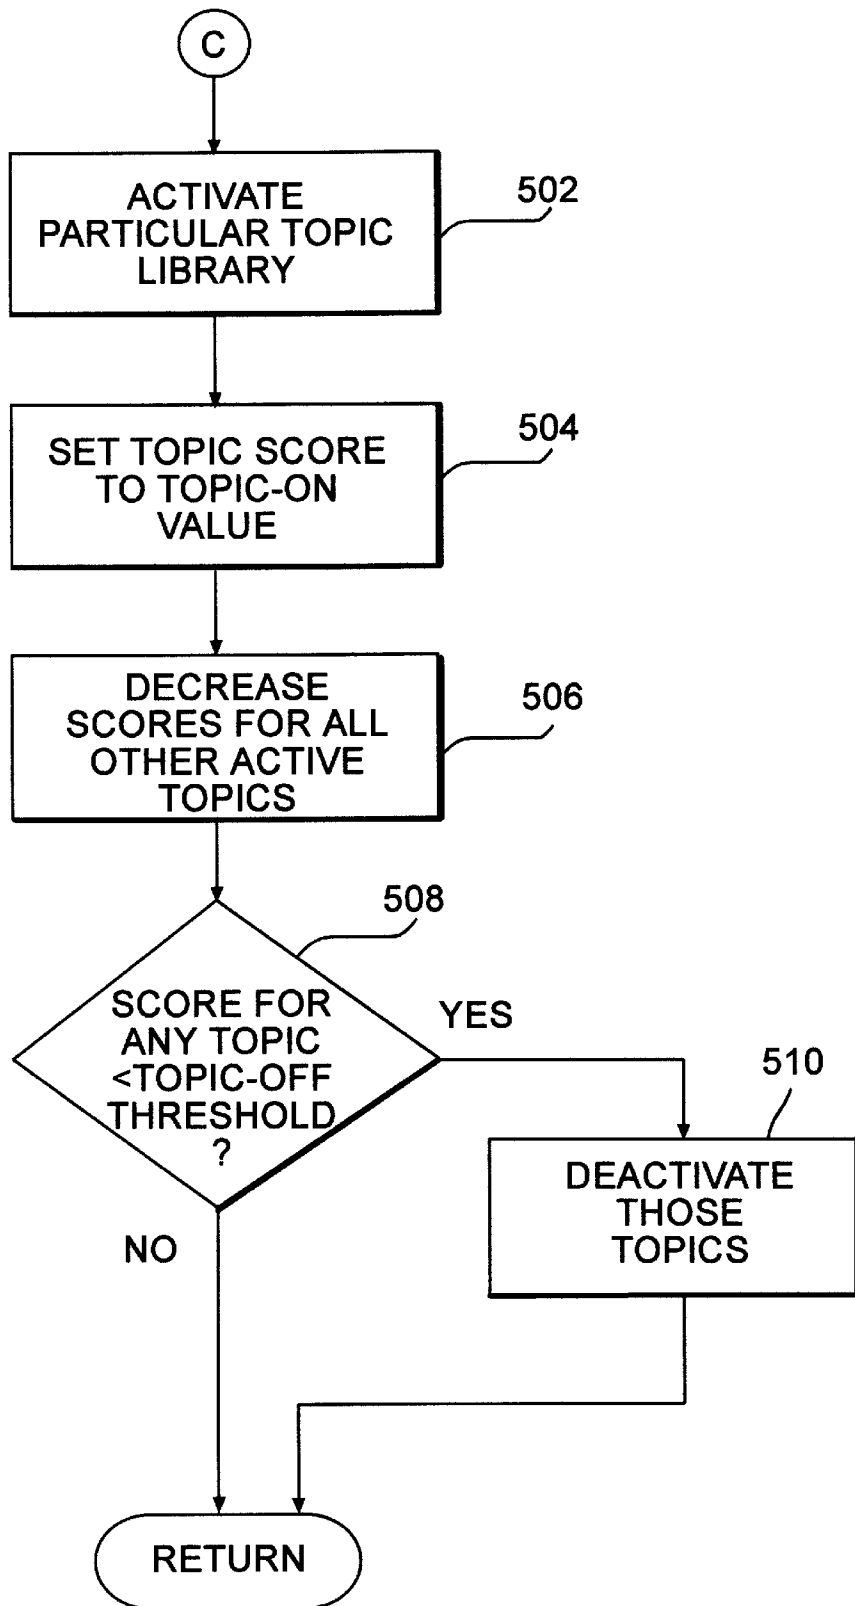 C
ACTIVATE
PARTICULAR TOPIC
LIBRARY
502
SET TOPIC SCORE
TO TOPIC-ON
VALUE
504
DECREASE
SCORES FOR ALL
OTHER ACTIVE
TOPICS
506
508
SCORE FOR
ANY TOPIC
<TOPIC-OFF
THRESHOLD
?
YES
510
DEACTIVATE
THOSE
TOPICS
NO
RETURN